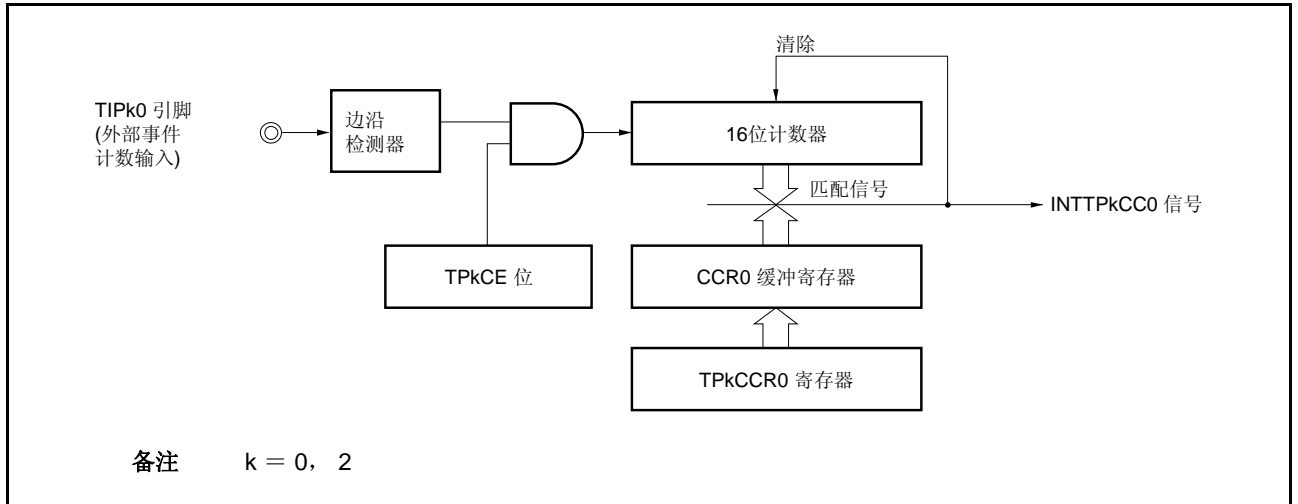 清除
TIPk0 引脚
(外部事件
计数输入)
边沿
检测器
16位计数器
匹配信号
INTTPkCC0 信号
TPkCE 位
CCR0 缓冲寄存器
TPkCCR0 寄存器
备注 k = 0, 2